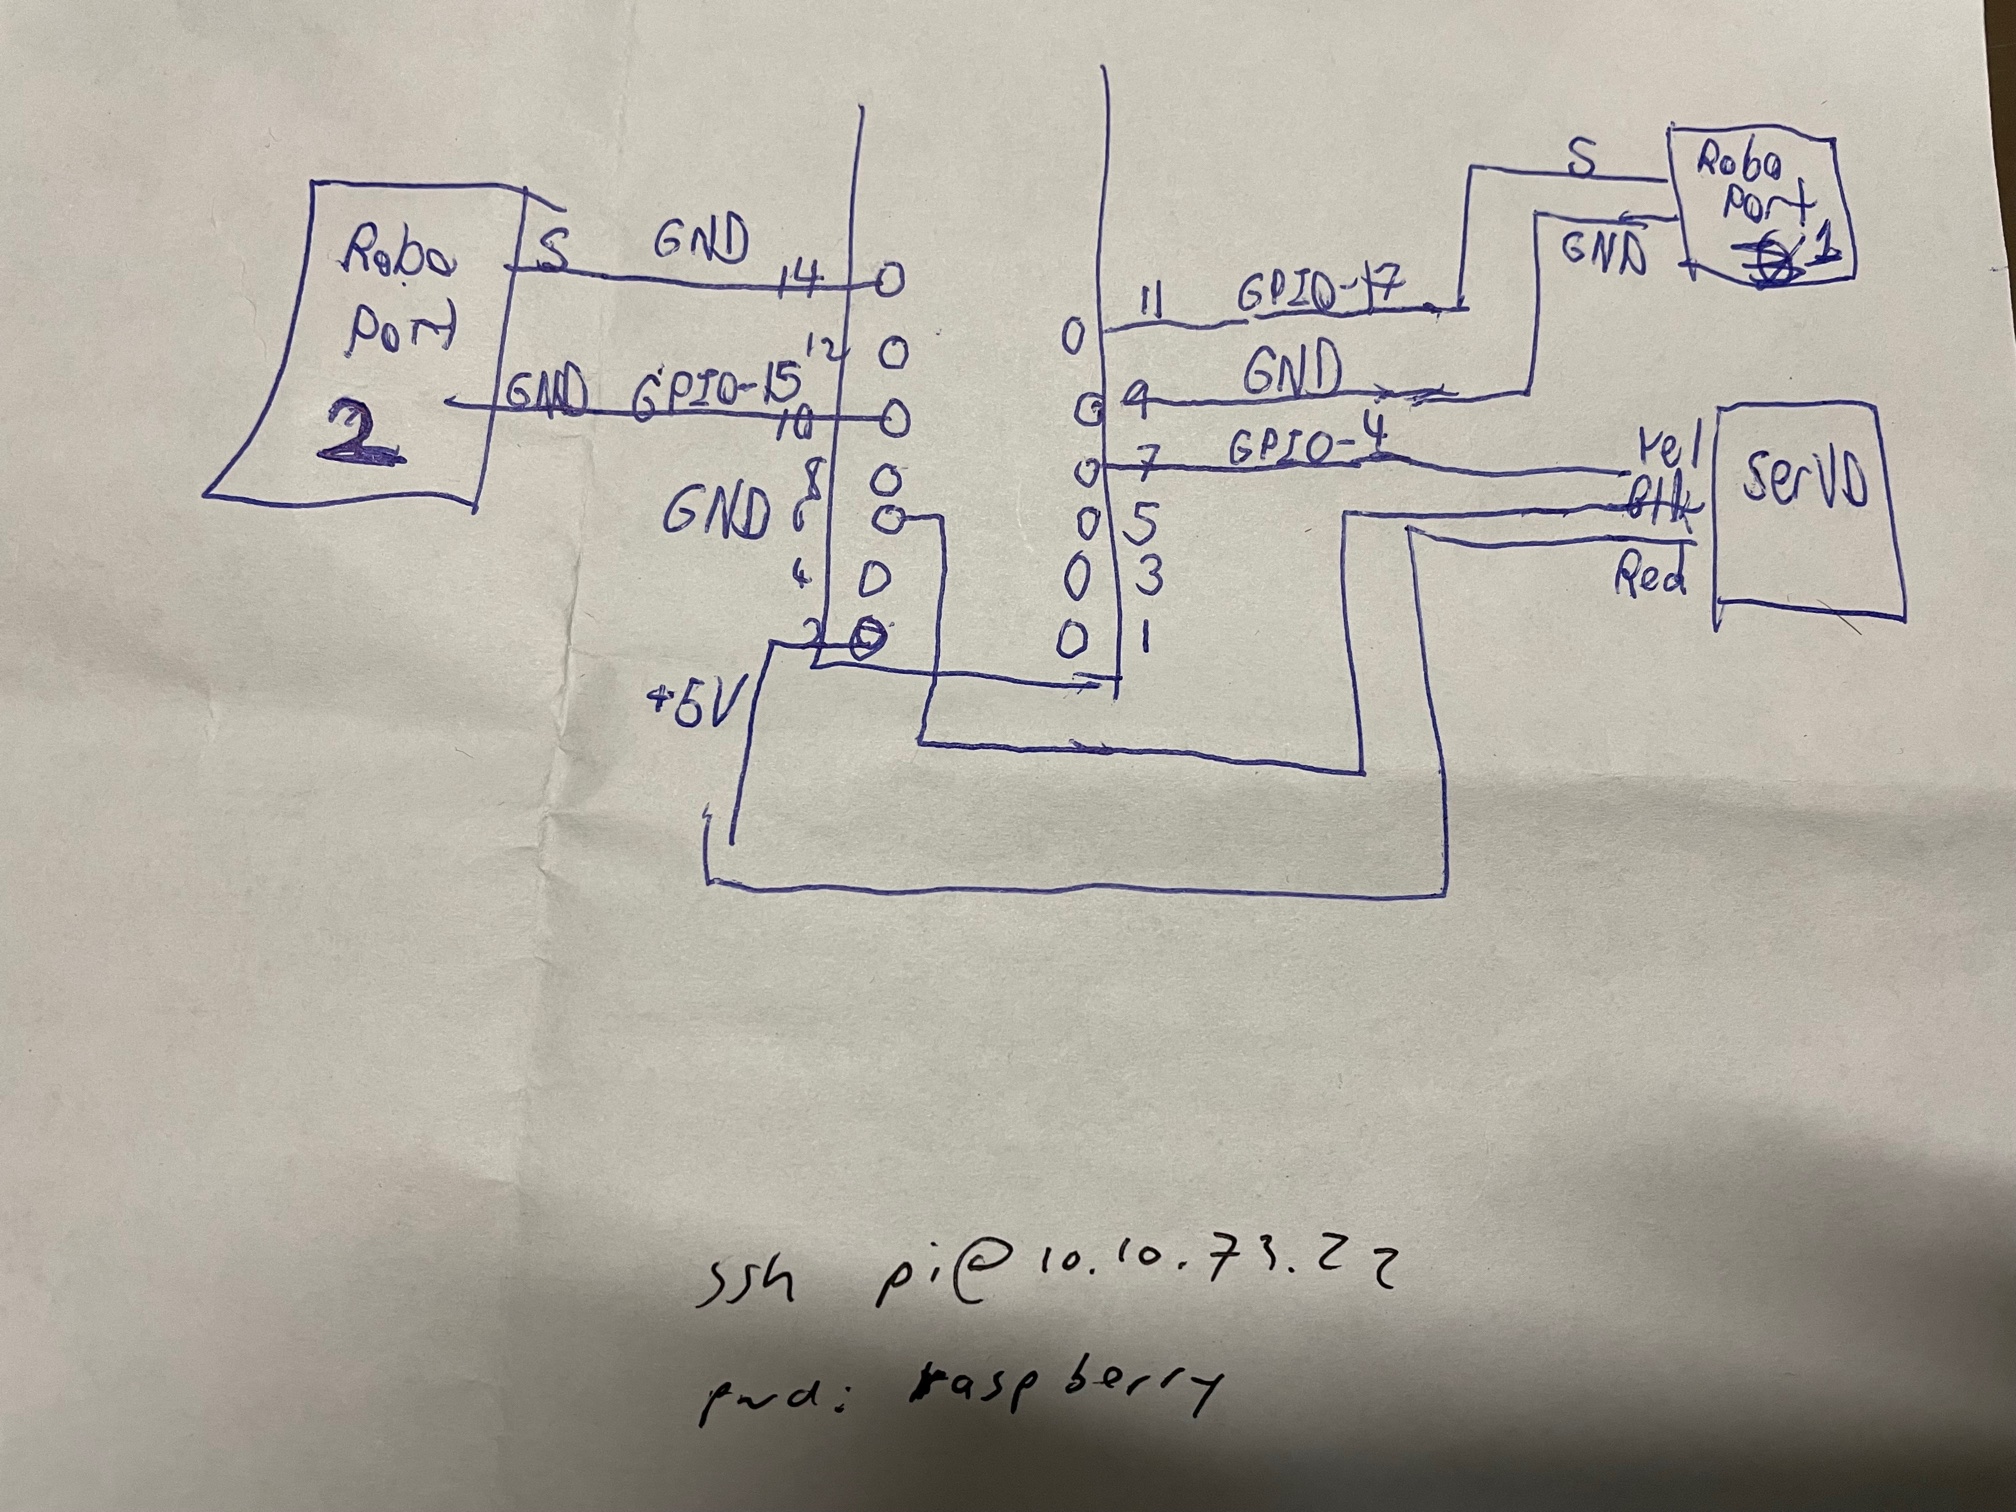 Robo
port
2
S
GND
GND
GPIO-15
14
12
10
8
6
4
2
GND
+5V
11
9
7
5
3
1
GPIO-17
GND
GPIO-4
S
GND
Robo
port
1
Yel
Blk
Red
Servo
ssh pi@10.10.73.22
pwd: raspberry